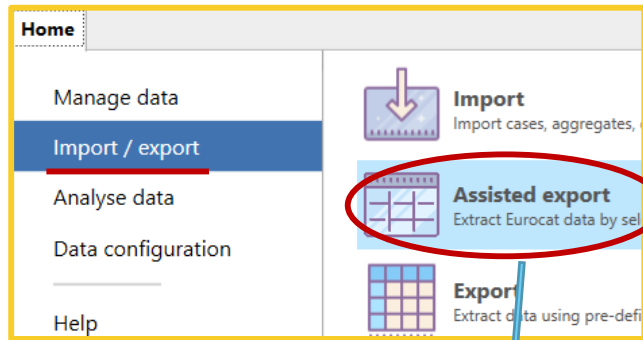 Home
Manage data
Import / export
Analyse data
Data configuration
Help
Import
Import cases, aggregates,
Assisted export
Extract Eurocat data by sel
Export
Extract data using pre-defi